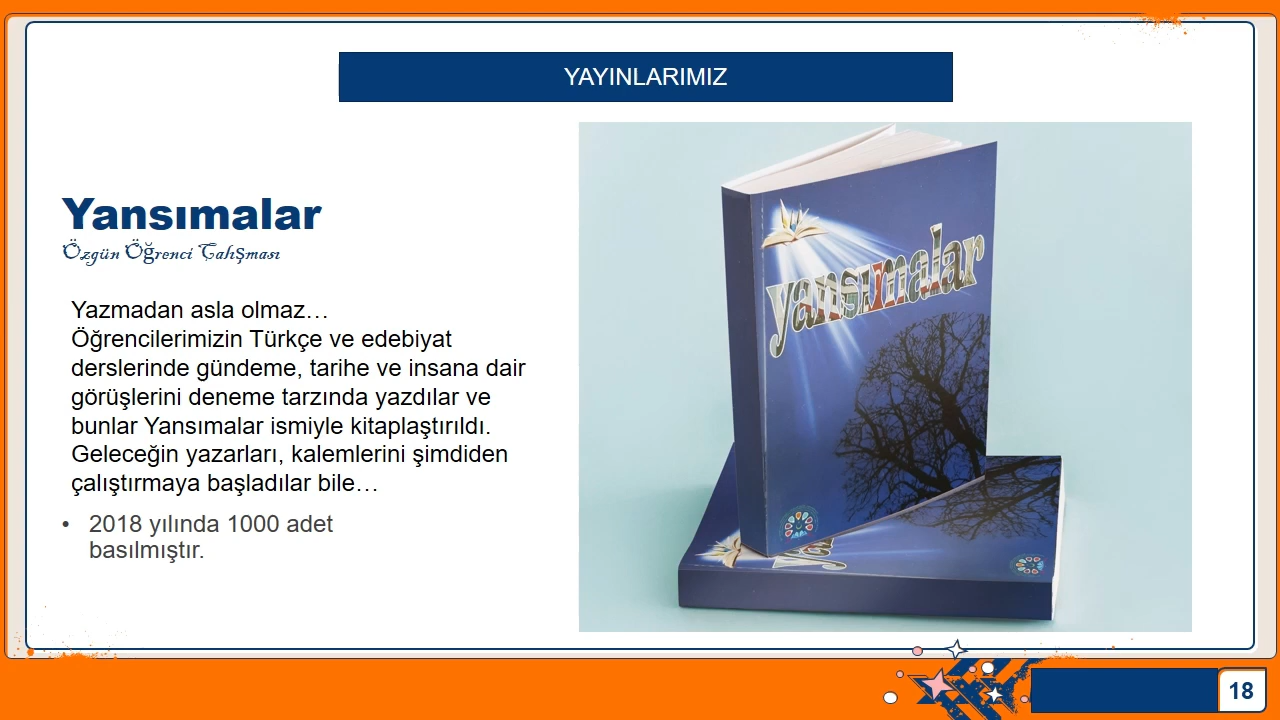 YAYINLARIMIZ
Yansımalar
Özgün Öğrenci Çalışması
Yazmadan asla olmaz…
Öğrencilerimizin Türkçe ve edebiyat
derslerinde gündeme, tarihe ve insana dair
görüşlerini deneme tarzında yazdılar ve
bunlar Yansımalar ismiyle kitaplaştırıldı.
Geleceğin yazarları, kalemlerini şimdiden
çalıştırmaya başladılar bile…
• 2018 yılında 1000 adet
basılmıştır.
yansımalar
18